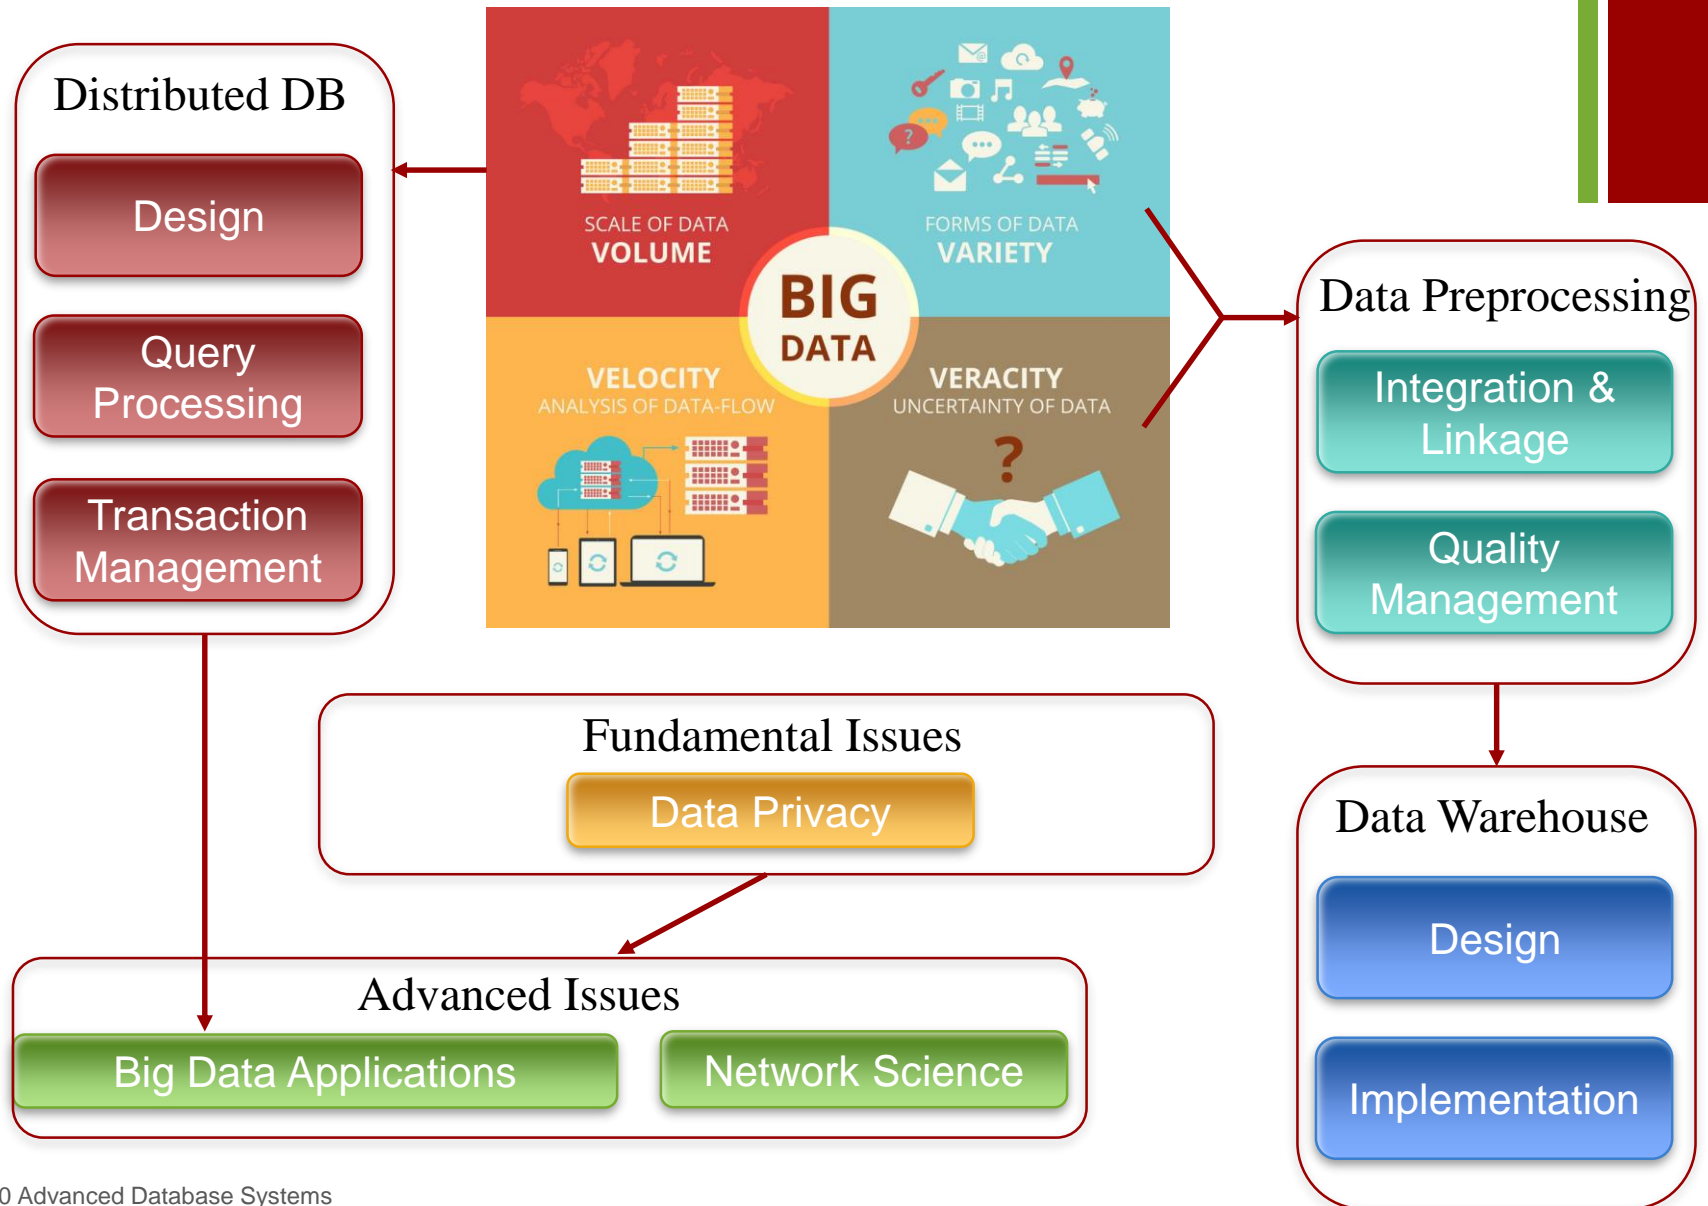 Distributed DB
Design
Query
Processing
Transaction
Management
SCALE OF DATA
VOLUME
FORMS OF DATA
VARIETY
?
BIG
DATA
VELOCITY
ANALYSIS OF DATA-FLOW
VERACITY
UNCERTAINTY OF DATA
?
Data Preprocessing
Integration &
Linkage
Quality
Management
Fundamental Issues
Data Privacy
Data Warehouse
Design
Implementation
Advanced Issues
Big Data Applications
Network Science
0 Advanced Database Systems